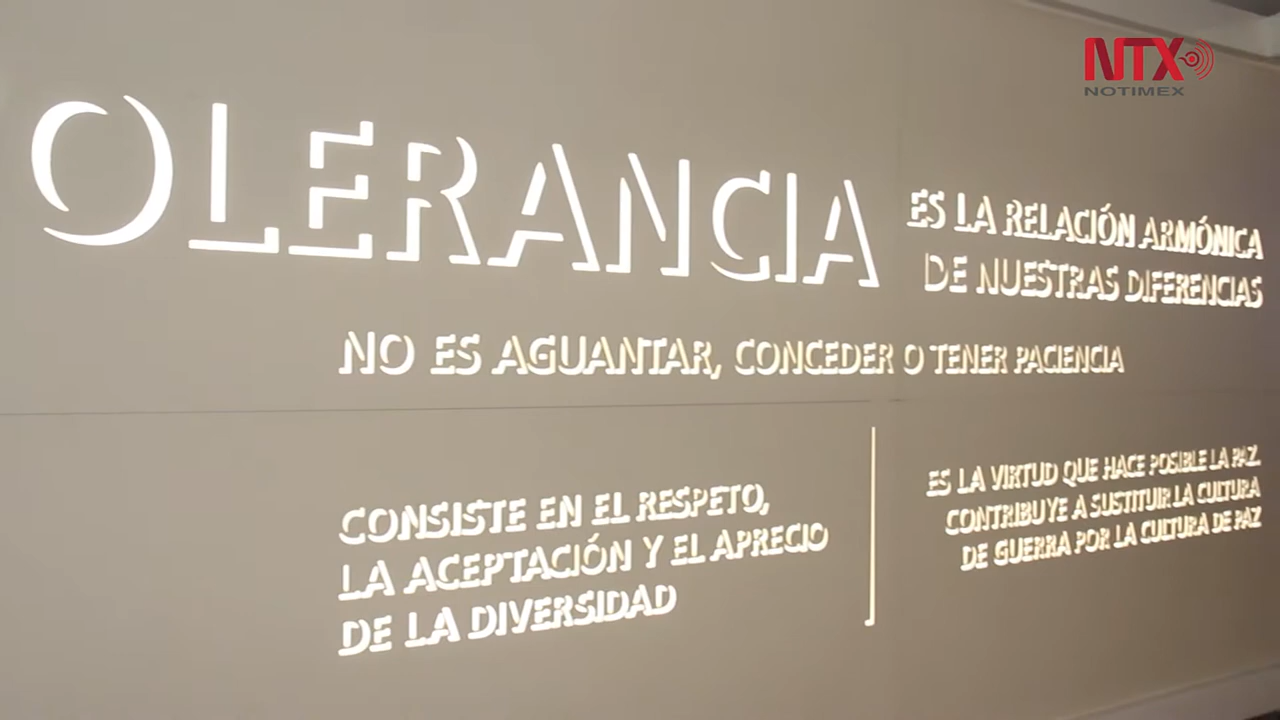 NTX
NOTIMEX
OLERANCIA
ES LA RELACIÓN ARMÓNICA
DE NUESTRAS DIFERENCIAS
NO ES AGUANTAR, CONCEDER O TENER PACIENCIA
CONSISTE EN EL RESPETO,
LA ACEPTACIÓN Y EL APRECIO
DE LA DIVERSIDAD
ES LA VIRTUD QUE HACE POSIBLE LA PAZ.
CONTRIBUYE A SUSTITUIR LA CULTURA
DE GUERRA POR LA CULTURA DE PAZ